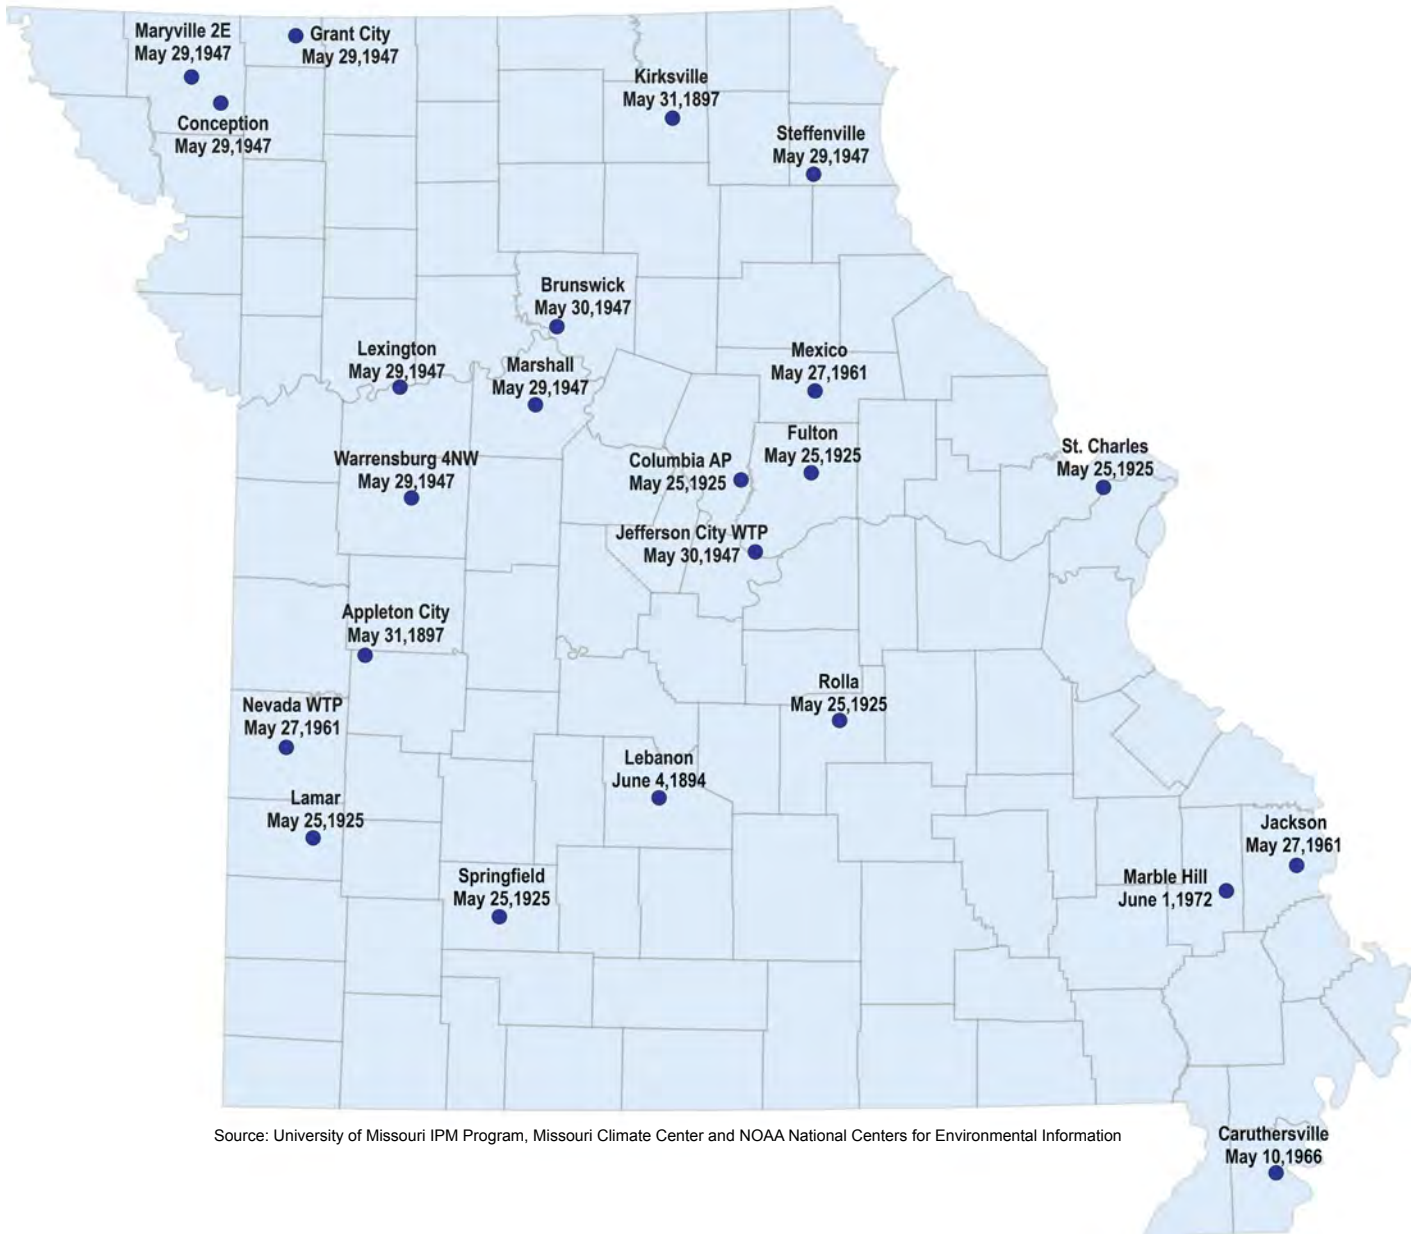 Maryville 2E
May 29,1947
Grant City
May 29,1947
Conception
May 29,1947
Kirksville
May 31,1897
Steffenville
May 29,1947
Brunswick
May 30,1947
Lexington
May 29,1947
Marshall
May 29,1947
Mexico
May 27,1961
Warrensburg 4NW
May 29,1947
Columbia AP
May 25,1925
Fulton
May 25,1925
St. Charles
May 25,1925
Jefferson City WTP
May 30,1947
Appleton City
May 31,1897
Nevada WTP
May 27,1961
Rolla
May 25,1925
Lebanon
June 4,1894
Lamar
May 25,1925
Springfield
May 25,1925
Jackson
May 27,1961
Marble Hill
June 1,1972
Caruthersville
May 10,1966
Source: University of Missouri IPM Program, Missouri Climate Center and NOAA National Centers for Environmental Information